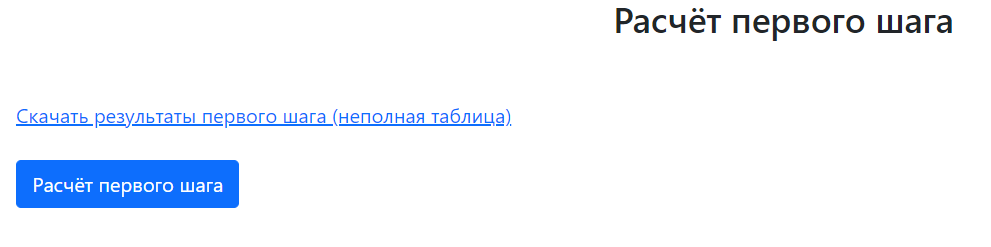 Расчёт первого шага
Скачать результаты первого шага (неполная таблица)
Расчёт первого шага